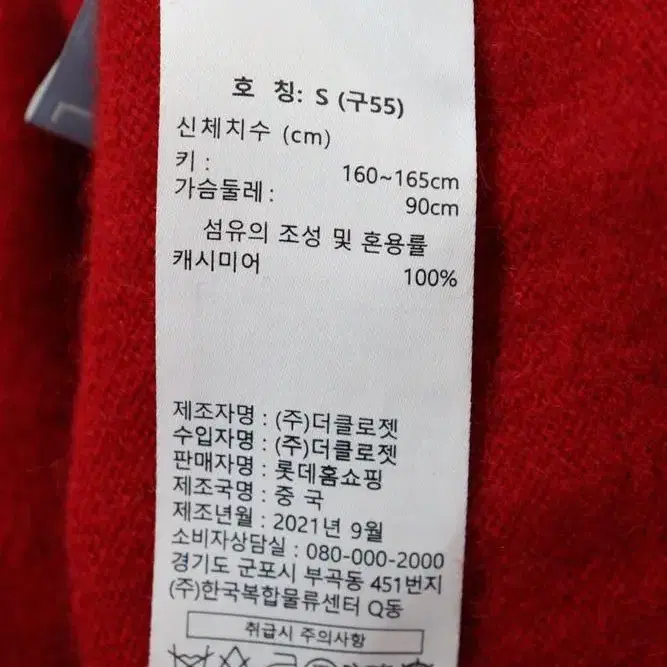 호 칭: S (구55)
신체치수 (cm)
키 : 160~165cm
가슴둘레 : 90cm
섬유의 조성 및 혼용률
캐시미어 100%
제조자명 : (주)더클로젯
수입자명 : (주)더클로젯
판매자명 : 롯데홈쇼핑
제조국명 : 중 국
제조년월 : 2021년 9월
소비자상담실 : 080-000-2000
경기도 군포시 부곡동 451번지
(주)한국복합물류센터 Q동
취급시 주의사항